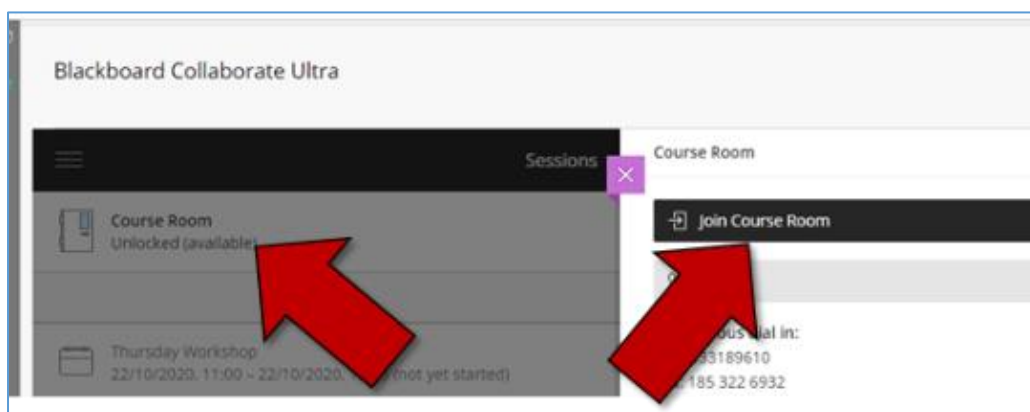 Blackboard Collaborate Ultra
Sessions
Course Room
Unlocked (available)
Thursday Workshop
22/10/2020, 11:00 – 22/10/2020, (not yet started)
Course Room
Join Course Room
dial in:
185 322 6932